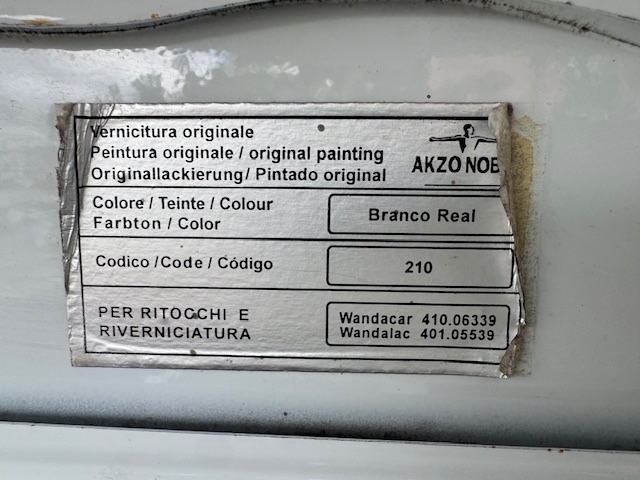 Vernicitura originale
Peintura originale / original painting
Originallackierung/ Pintado original
AKZO NOB
Colore / Teinte / Colour
Farbton / Color
Branco Real
Codico /Code / Código
210
PER RITOCCHI E
RIVERNICIATURA
Wandacar 410.06339
Wandalac 401.05539